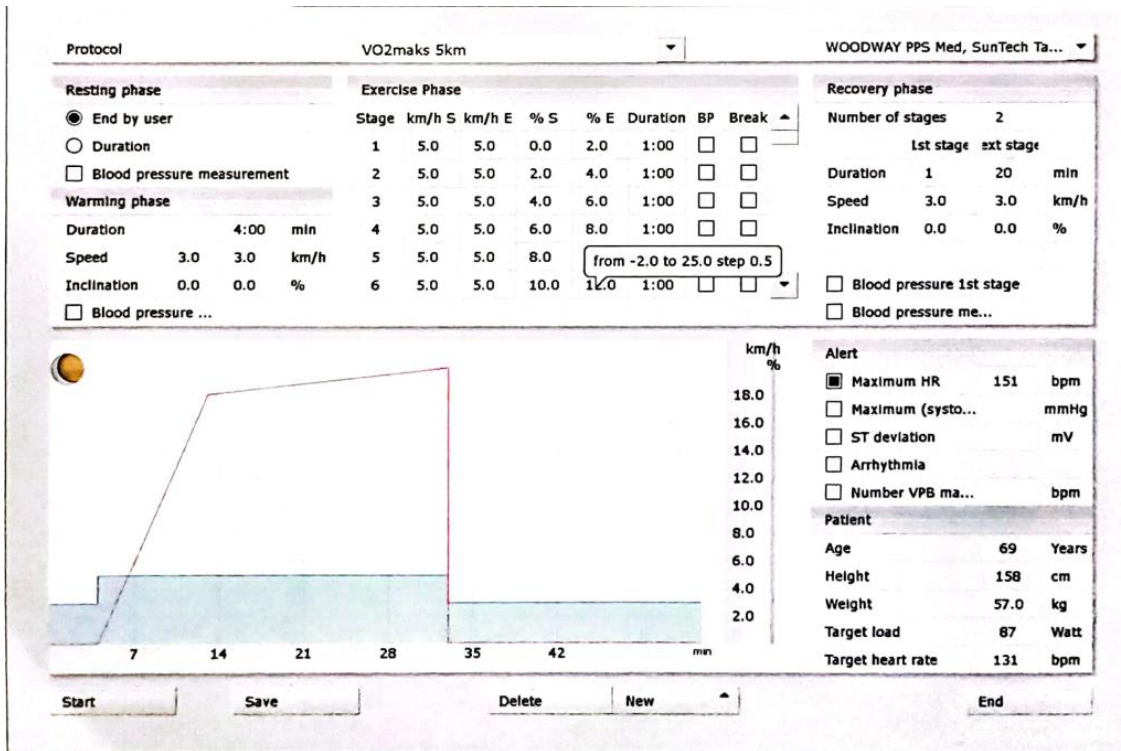 Protocol VO2maks 5km WOODWAY PPS Med, SunTech Ta...
Resting phase
End by user
Duration
Blood pressure measurement
Warming phase
Duration 4:00 min
Speed 3.0 3.0 km/h
Inclination 0.0 0.0 %
Blood pressure ...
Exercise Phase
Stage km/h S km/h E % S % E Duration BP Break
1 5.0 5.0 0.0 2.0 1:00
2 5.0 5.0 2.0 4.0 1:00
3 5.0 5.0 4.0 6.0 1:00
4 5.0 5.0 6.0 8.0 1:00
5 5.0 5.0 8.0
from -2.0 to 25.0 step 0.5
6 5.0 5.0 10.0 1:00
Recovery phase
Number of stages 2
1st stage ext stage
Duration 1 20 min
Speed 3.0 3.0 km/h
Inclination 0.0 0.0 %
Blood pressure 1st stage
Blood pressure me...
km/h
%
18.0
16.0
14.0
12.0
10.0
8.0
6.0
4.0
2.0
7 14 21 28 35 42 min
Alert
Maximum HR 151 bpm
Maximum (systo... mmHg
ST deviation mV
Arrhythmia
Number VPB ma... bpm
Patient
Age 69 Years
Height 158 cm
Weight 57.0 kg
Target load 87 Watt
Target heart rate 131 bpm
Start Save Delete New End